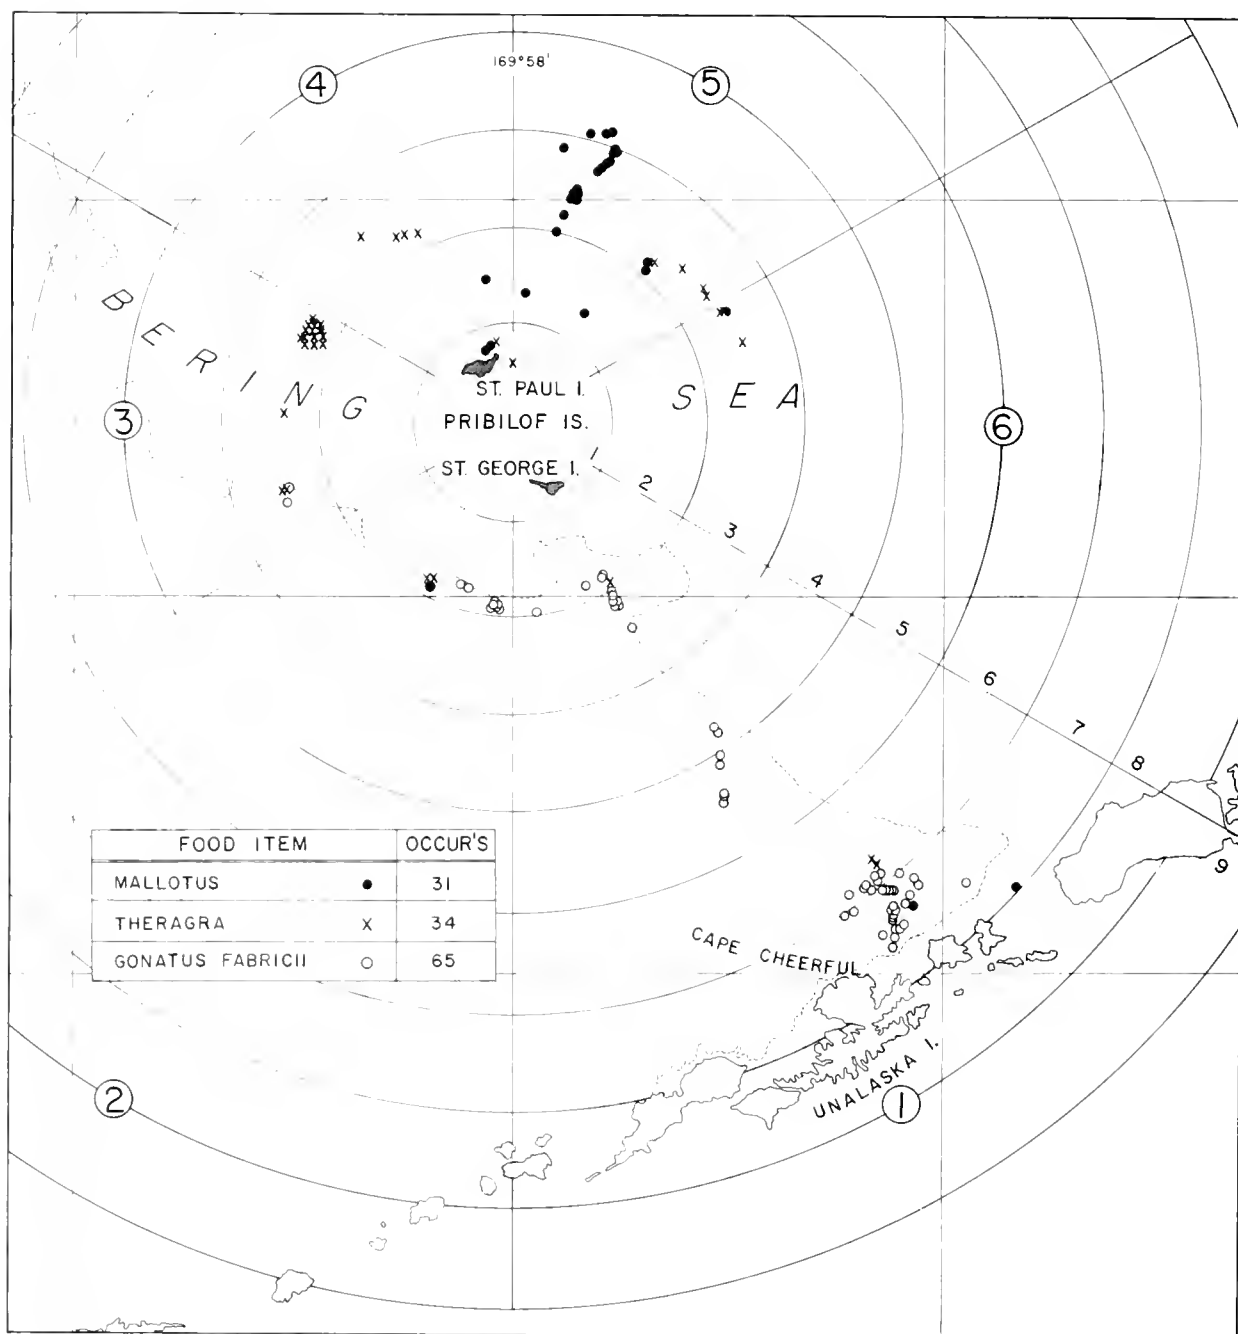 169°58'
4
5
BERING SEA
3
6
ST. PAUL I.
PRIBILOF IS.
ST. GEORGE I.
1
2
3
4
5
6
7
8
9
FOOD ITEM OCCUR'S
MALLOTUS ● 31
THERAGRA X 34
GONATUS FABRICII ○ 65
CAPE CHEERFUL
UNALASKA I.
2
1